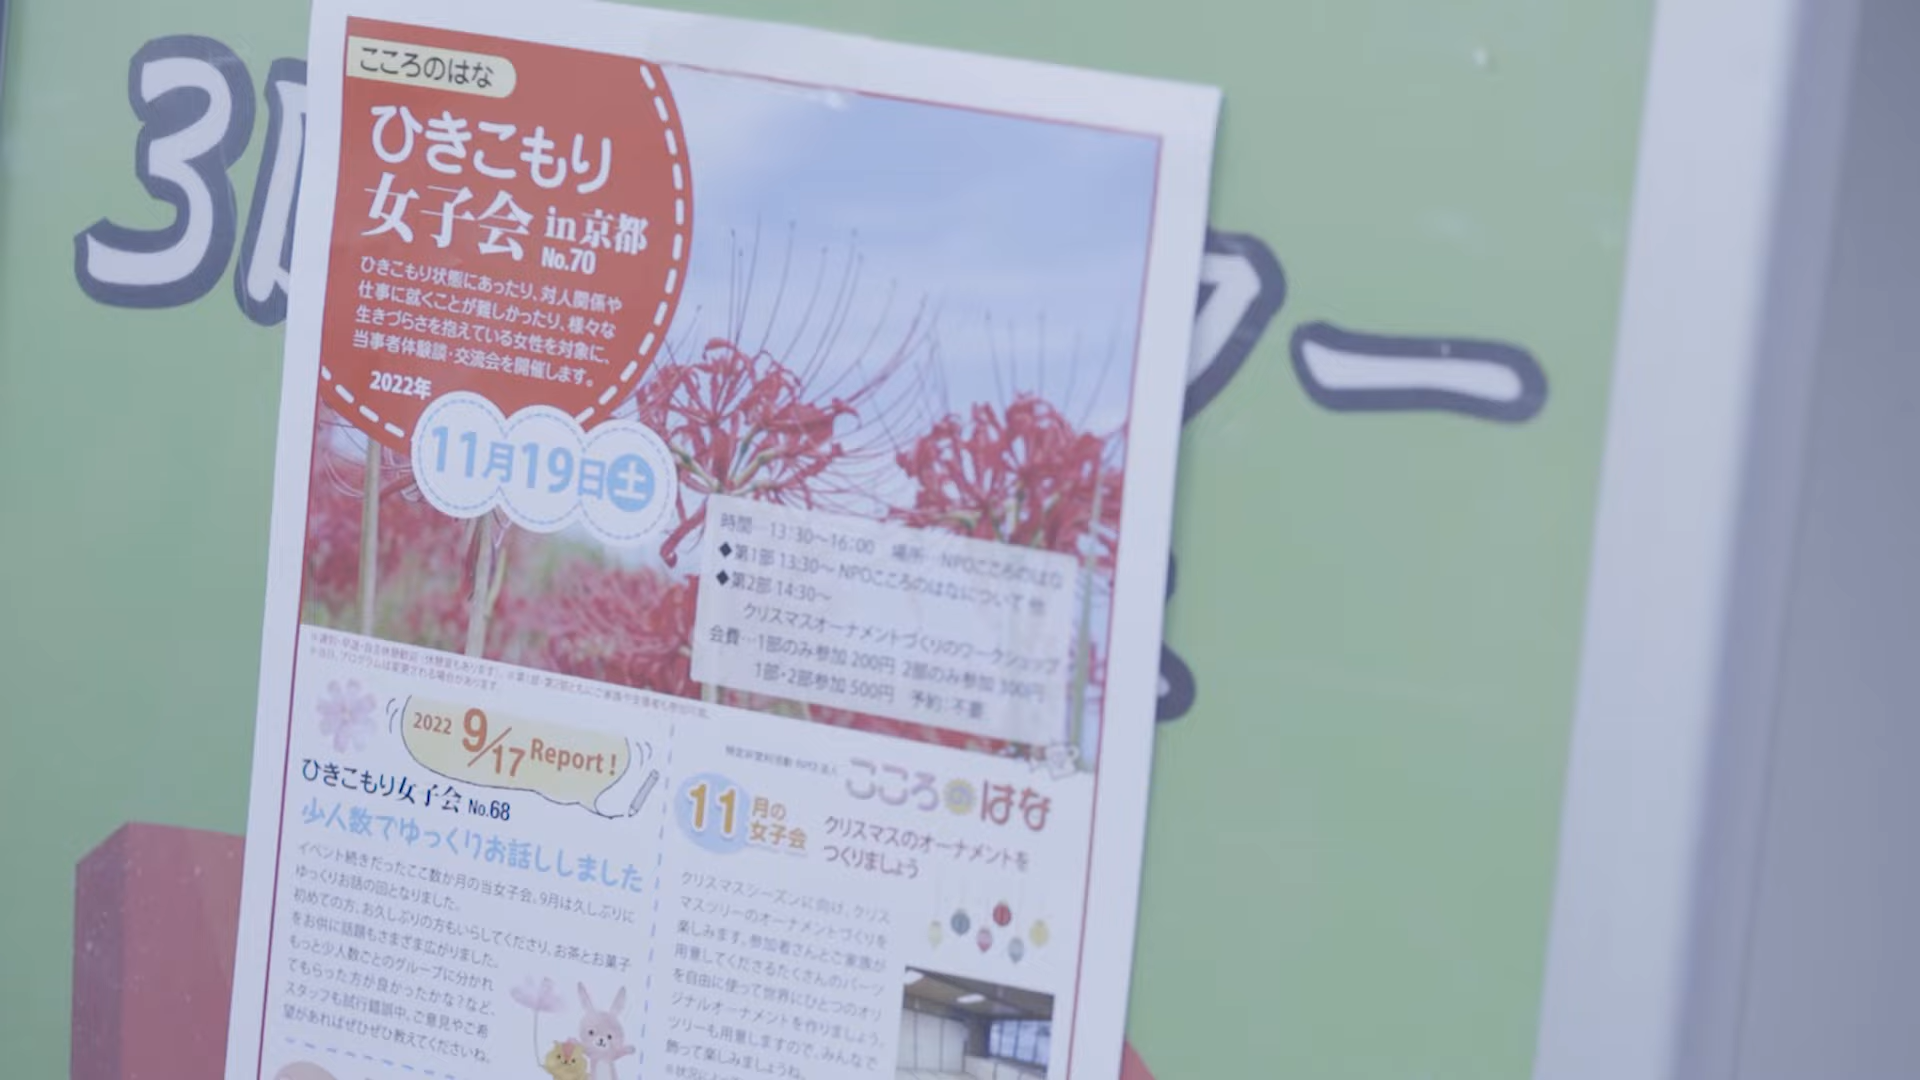 こころのはな
ひきこもり
女子会 in京都
No.70
ひきこもり状態にあったり、対人関係や
仕事に就くことが難しかったり、様々な
生きづらさを抱えている女性を対象に、
当事者体験談・交流会を開催します。
2022年
11月19日土
時間…13:30～16:00 場所…NPOこころのはな
◆第1部 13:30～ NPOこころのはなについて 他
◆第2部 14:30～
クリスマスオーナメントづくりのワークショップ
会費…1部のみ参加 200円 2部のみ参加 300円
1部・2部参加 500円 予約:不要
※当日、プログラムは変更される場合があります
2022 9/17 Report!
ひきこもり女子会 No.68
少人数でゆっくりお話ししました
イベント続きだったここ数か月の当女子会。9月は久しぶりに
ゆっくりお話の回となりました。
初めての方、お久しぶりの方もいらしてくださり、お茶とお菓子
をお供に話題もさまざま広がりました。
もっと少人数ごとのグループに分かれ
てもらった方が良かったかな?など、
スタッフも試行錯誤中。ご意見やご希
望があればぜひぜひ教えてくださいね。
こころのはな
11月の女子会
クリスマスのオーナメントを
つくりましょう
クリスマスシーズンに向け、クリス
マスツリーのオーナメントづくりを
楽しみます。参加者さんとご家族が
用意してくださるたくさんのパーツ
を自由に使って世界にひとつのオリ
ジナルオーナメントを作りましょう。
ツリーも用意しますので、みんなで
飾って楽しみましょうね。
3
ー